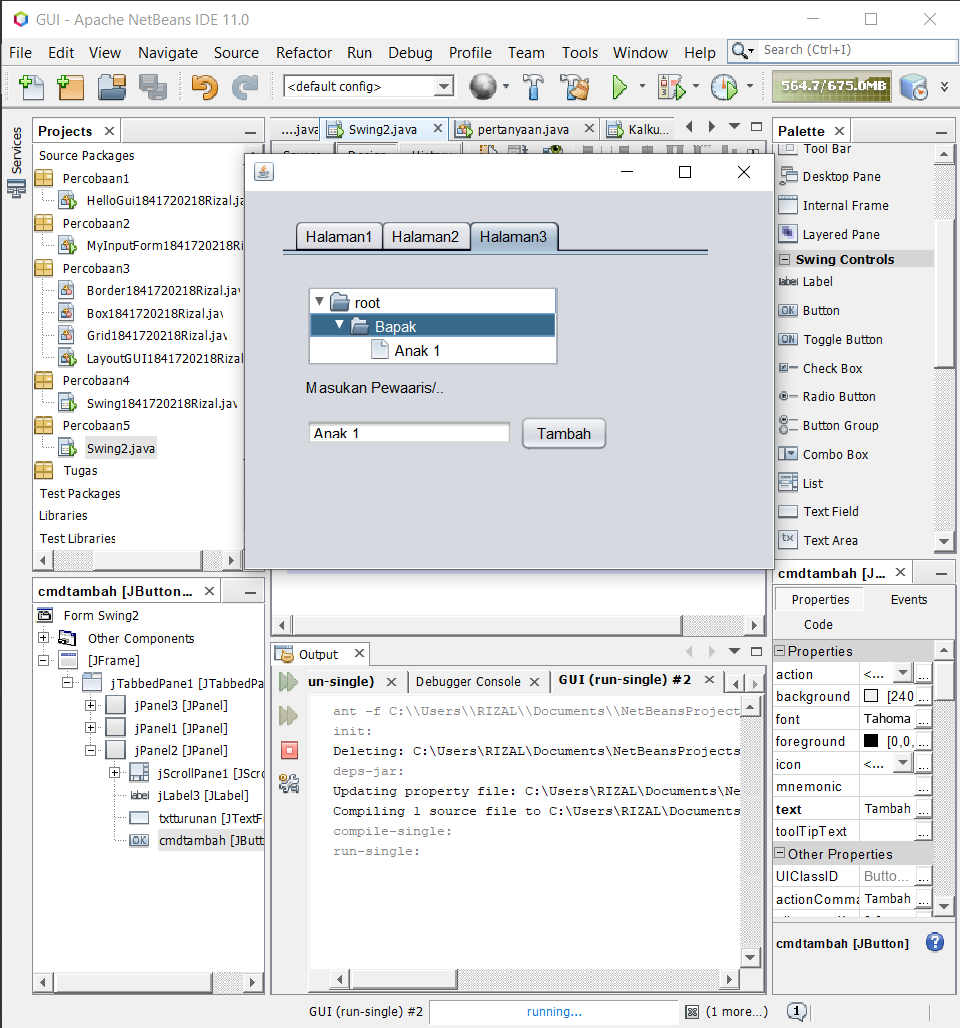 GUI - Apache NetBeans IDE 11.0
File Edit View Navigate Source Refactor Run Debug Profile Team Tools Window Help
Search (Ctrl+I)
<default config>
564.7/675.0MB
Services
Projects
Source Packages
Percobaan1
HelloGui1841720218Rizal.ja
Percobaan2
MyInputForm1841720218Ri
Percobaan3
Border1841720218Rizal.jav
Box1841720218Rizal.java
Grid1841720218Rizal.java
LayoutGUI1841720218Rizal
Percobaan4
Swing1841720218Rizal.jav
Percobaan5
Swing2.java
Tugas
Test Packages
Libraries
Test Libraries
....java
Swing2.java
pertanyaan.java
Kalku...
Halaman1
Halaman2
Halaman3
root
Bapak
Anak 1
Masukan Pewaaris/..
Anak 1
Tambah
Palette
Tool Bar
Desktop Pane
Internal Frame
Layered Pane
Swing Controls
Label
Button
Toggle Button
Check Box
Radio Button
Button Group
Combo Box
List
Text Field
Text Area
cmdtambah [JButton...
Form Swing2
Other Components
[JFrame]
jTabbedPane1 [JTabbedPa
jPanel3 [JPanel]
jPanel1 [JPanel]
jPanel2 [JPanel]
jScrollPane1 [JScro
jLabel3 [JLabel]
txtturunan [JTextFi
cmdtambah [JButt
Output
un-single)
Debugger Console
GUI (run-single) #2
ant -f C:\\Users\\RIZAL\\Documents\\NetBeansProject
init:
Deleting: C:\Users\RIZAL\Documents\NetBeansProjects
deps-jar:
Updating property file: C:\Users\RIZAL\Documents\Ne
Compiling 1 source file to C:\Users\RIZAL\Documents
compile-single:
run-single:
cmdtambah [J...
Properties
Events
Code
Properties
action <... ...
background [240 ...
font Tahoma ...
foreground [0,0, ...
icon <... ...
mnemonic ...
text Tambah ...
toolTipText ...
Other Properties
UIClassID Butto... ...
actionComma Tambah ...
cmdtambah [JButton]
GUI (run-single) #2
running...
(1 more...)
1